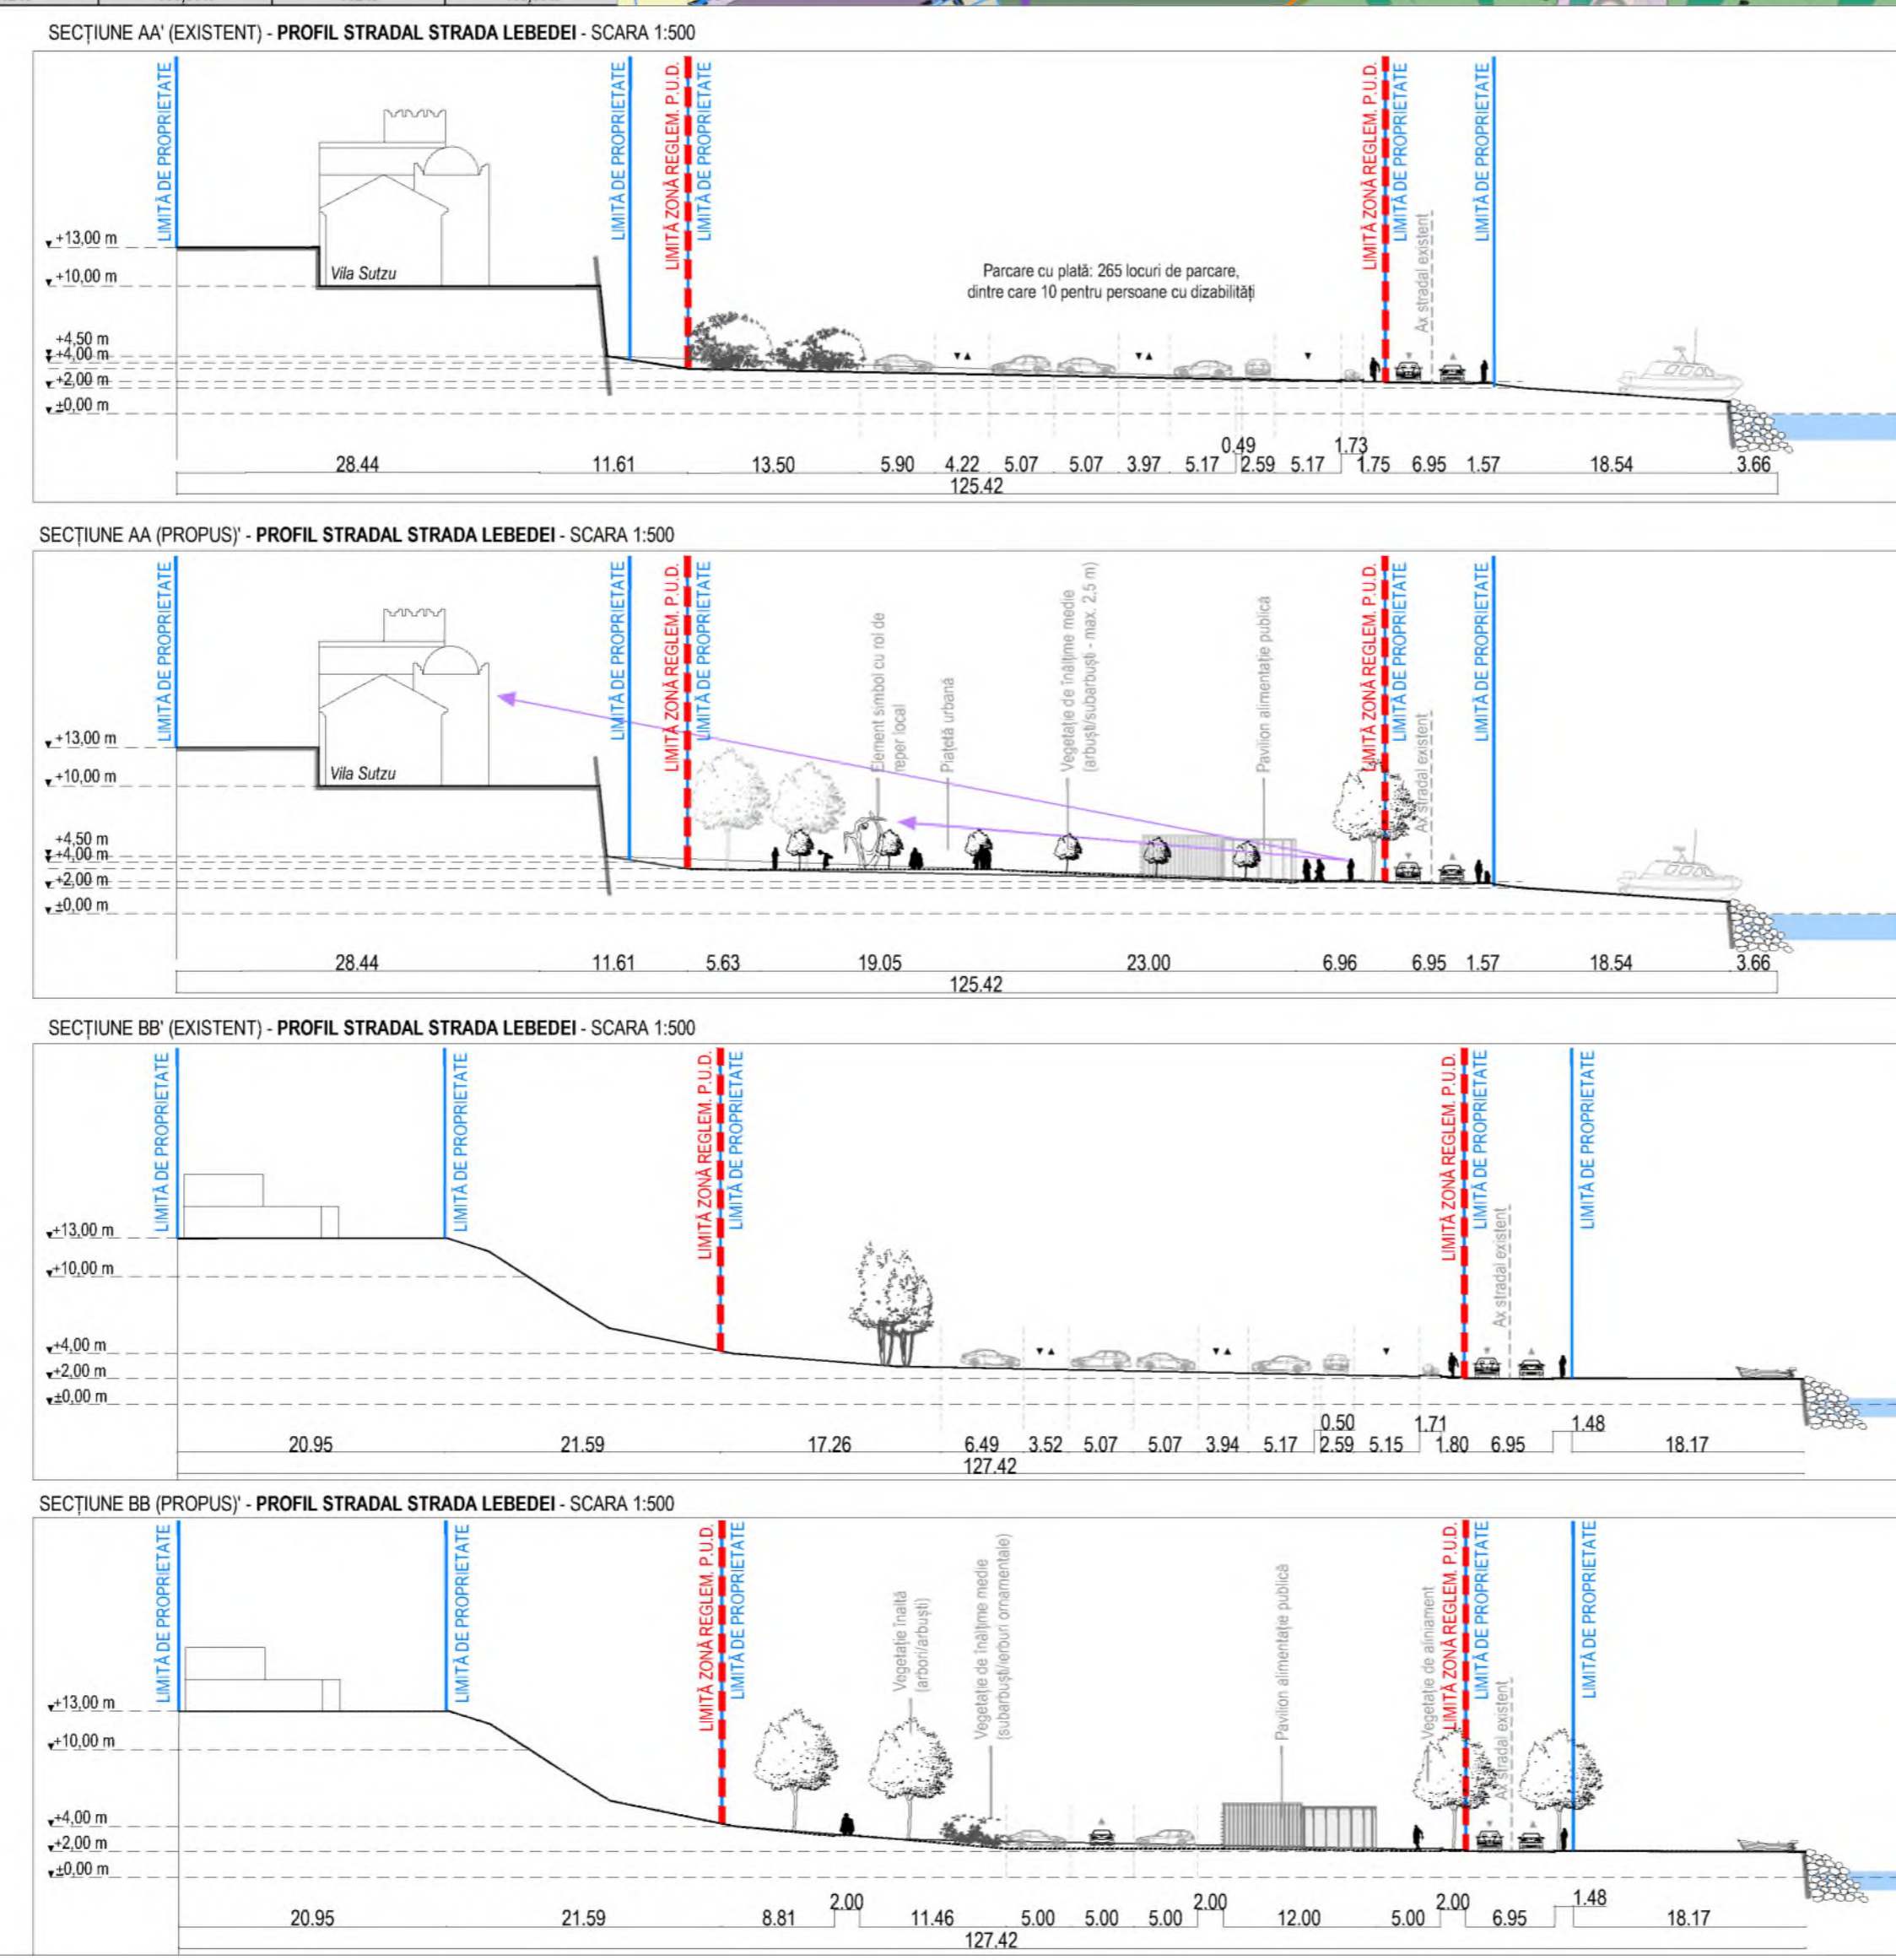 SECȚIUNE AA' (EXISTENT) - PROFIL STRADAL STRADA LEBEDEI - SCARA 1:500
LIMITĂ DE PROPRIETATE
LIMITĂ DE PROPRIETATE
LIMITĂ ZONĂ REGLEM. P.U.D.
LIMITĂ DE PROPRIETATE
LIMITĂ ZONĂ REGLEM. P.U.D.
LIMITĂ DE PROPRIETATE
Ax stradal existent
LIMITĂ DE PROPRIETATE
+13,00 m
+10,00 m
Vila Sutzu
Parcare cu plată: 265 locuri de parcare,
dintre care 10 pentru persoane cu dizabilități
+4,50 m
+4,00 m
+2,00 m
±0,00 m
0.49 1.73
28.44 11.61 13.50 5.90 4.22 5.07 5.07 3.97 5.17 2.59 5.17 1.75 6.95 1.57 18.54 3.66
125.42
SECȚIUNE AA (PROPUS)' - PROFIL STRADAL STRADA LEBEDEI - SCARA 1:500
LIMITĂ DE PROPRIETATE
LIMITĂ DE PROPRIETATE
LIMITĂ ZONĂ REGLEM. P.U.D.
LIMITĂ DE PROPRIETATE
Element simbol cu rol de
reper local
Piațetă urbană
Vegetație de înălțime medie
(arbuști/subarbuști - max. 2,5 m)
Pavilion alimentație publică
LIMITĂ ZONĂ REGLEM. P.U.D.
LIMITĂ DE PROPRIETATE
Ax stradal existent
LIMITĂ DE PROPRIETATE
+13,00 m
+10,00 m
Vila Sutzu
+4,50 m
+4,00 m
+2,00 m
±0,00 m
28.44 11.61 5.63 19.05 23.00 6.96 6.95 1.57 18.54 3.66
125.42
SECȚIUNE BB' (EXISTENT) - PROFIL STRADAL STRADA LEBEDEI - SCARA 1:500
LIMITĂ DE PROPRIETATE
LIMITĂ DE PROPRIETATE
LIMITĂ ZONĂ REGLEM. P.U.D.
LIMITĂ DE PROPRIETATE
LIMITĂ ZONĂ REGLEM. P.U.D.
LIMITĂ DE PROPRIETATE
Ax stradal existent
LIMITĂ DE PROPRIETATE
+13,00 m
+10,00 m
+4,00 m
+2,00 m
±0,00 m
0.50 1.71 1.48
20.95 21.59 17.26 6.49 3.52 5.07 5.07 3.94 5.17 2.59 5.15 1.80 6.95 18.17
127.42
SECȚIUNE BB (PROPUS)' - PROFIL STRADAL STRADA LEBEDEI - SCARA 1:500
LIMITĂ DE PROPRIETATE
LIMITĂ DE PROPRIETATE
LIMITĂ ZONĂ REGLEM. P.U.D.
LIMITĂ DE PROPRIETATE
Vegetație înaltă
(arbori/arbuști)
Vegetație de înălțime medie
(subarbuști/ierburi ornamentale)
Pavilion alimentație publică
Vegetație de aliniament
LIMITĂ ZONĂ REGLEM. P.U.D.
LIMITĂ DE PROPRIETATE
Ax stradal existent
LIMITĂ DE PROPRIETATE
+13,00 m
+10,00 m
+4,00 m
+2,00 m
±0,00 m
2.00 2.00 2.00 1.48
20.95 21.59 8.81 11.46 5.00 5.00 5.00 12.00 5.00 6.95 18.17
127.42